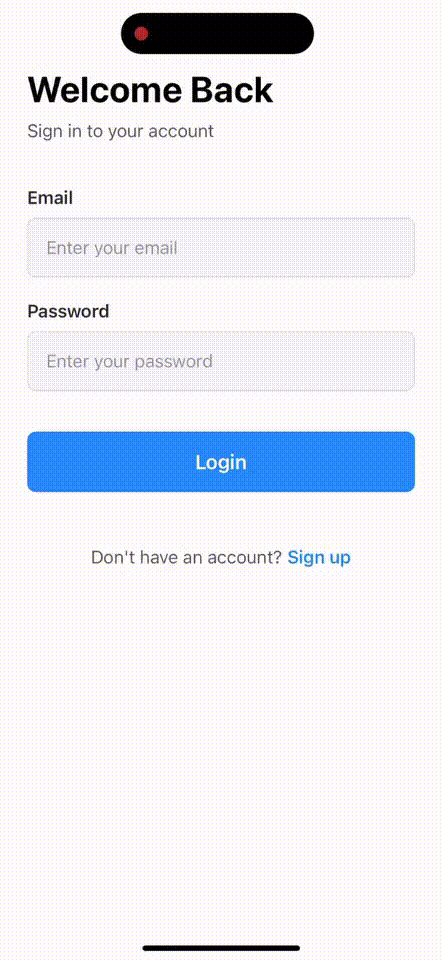 Welcome Back
Sign in to your account
Email
Enter your email
Password
Enter your password
Login
Don't have an account? Sign up